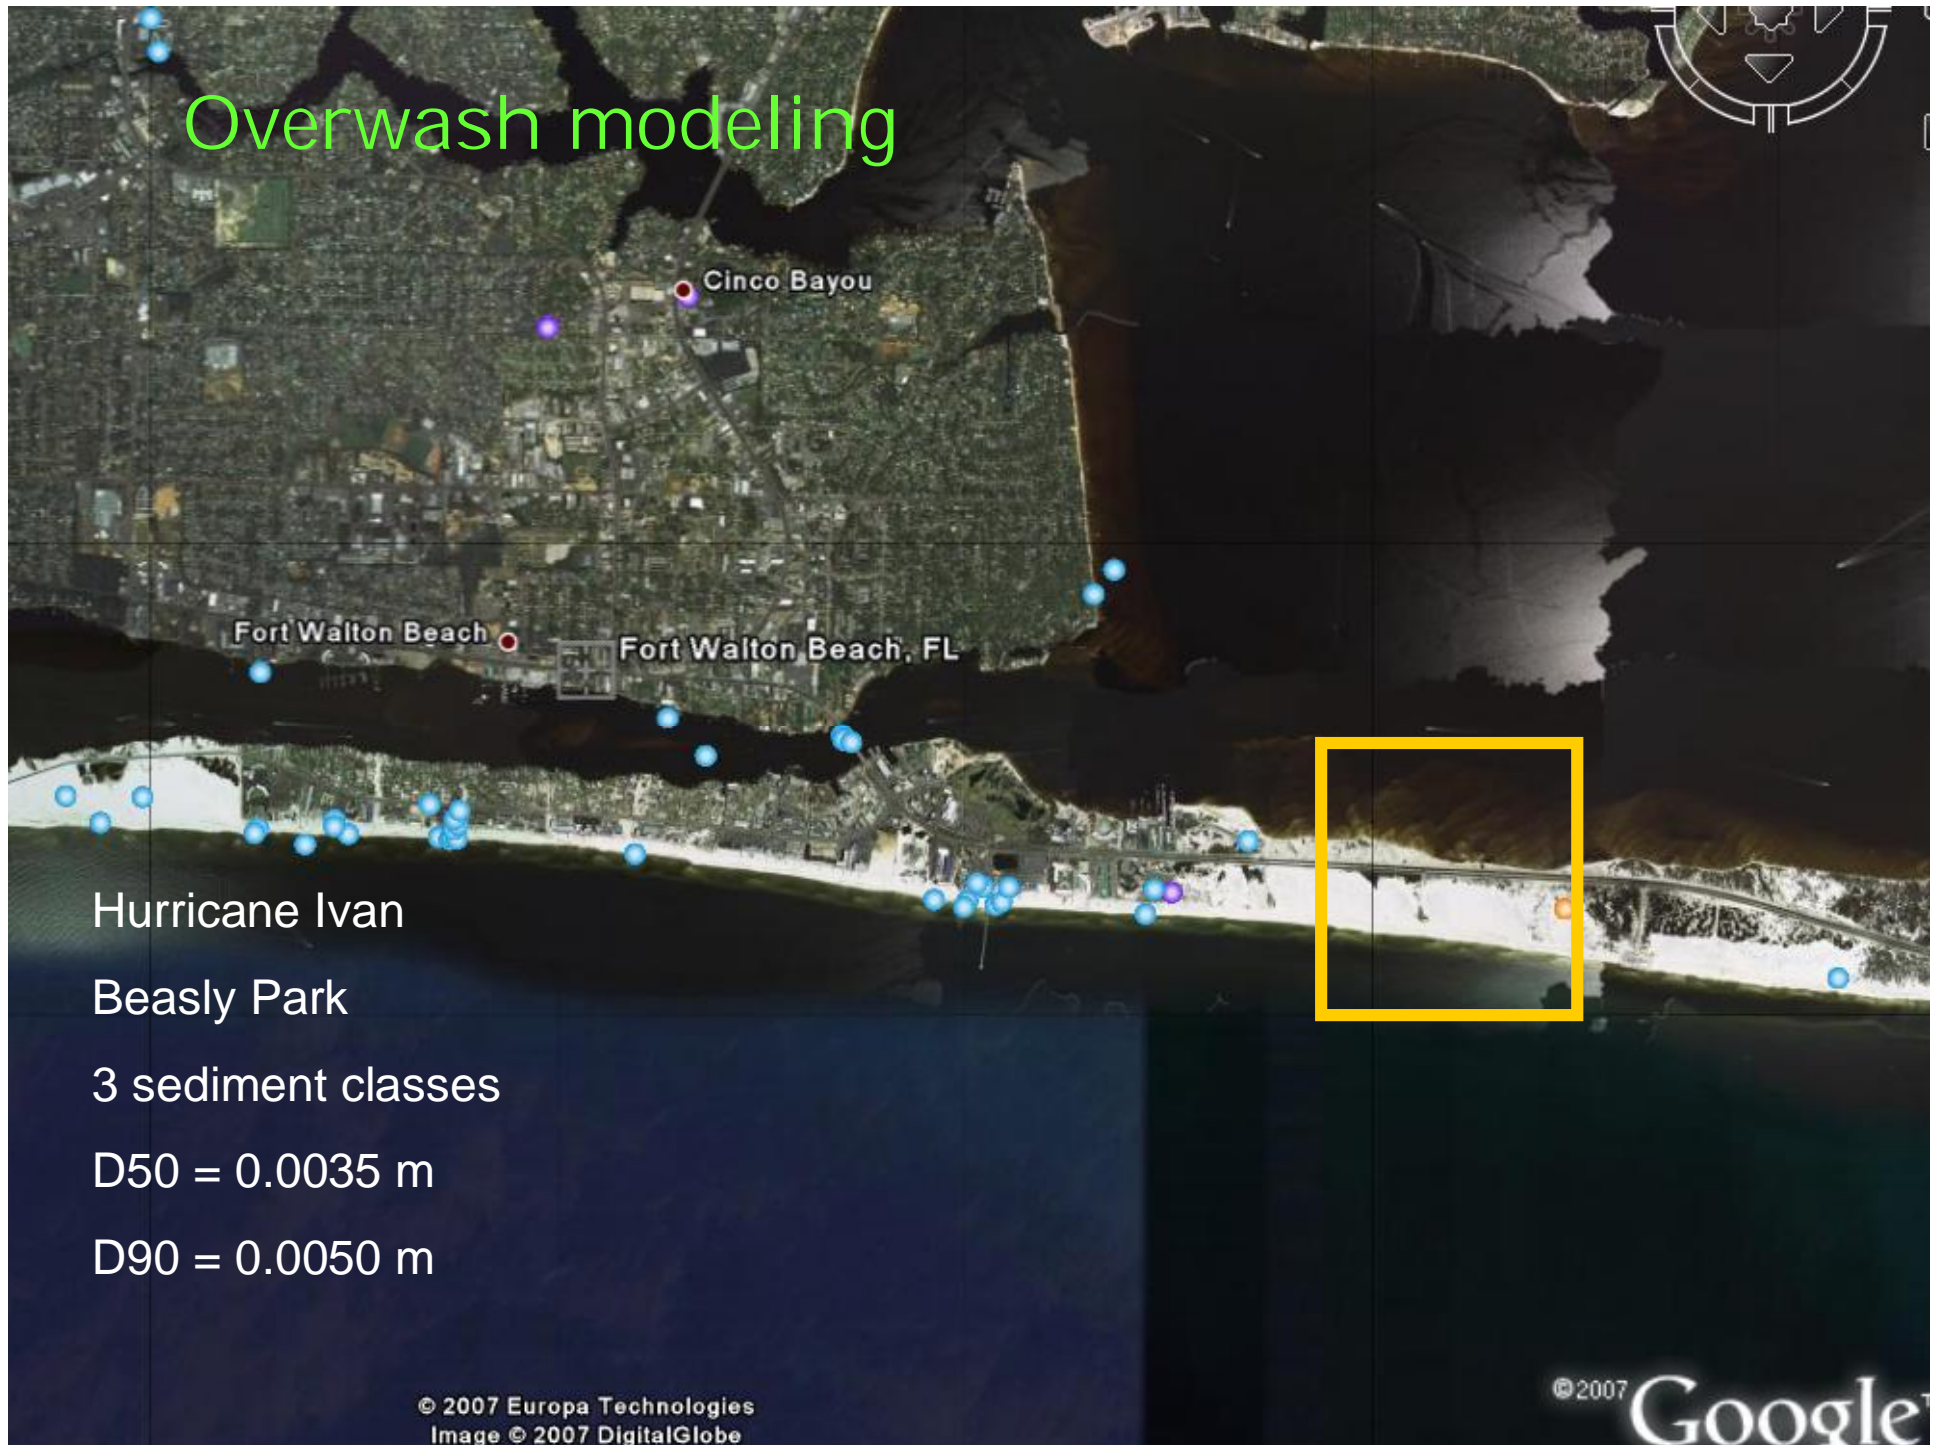 Overwash modeling
Cinco Bayou
Fort Walton Beach
Fort Walton Beach, FL
Hurricane Ivan
Beasly Park
3 sediment classes
D50 = 0.0035 m
D90 = 0.0050 m
© 2007 Europa Technologies
Image © 2007 DigitalGlobe
©2007 Google™